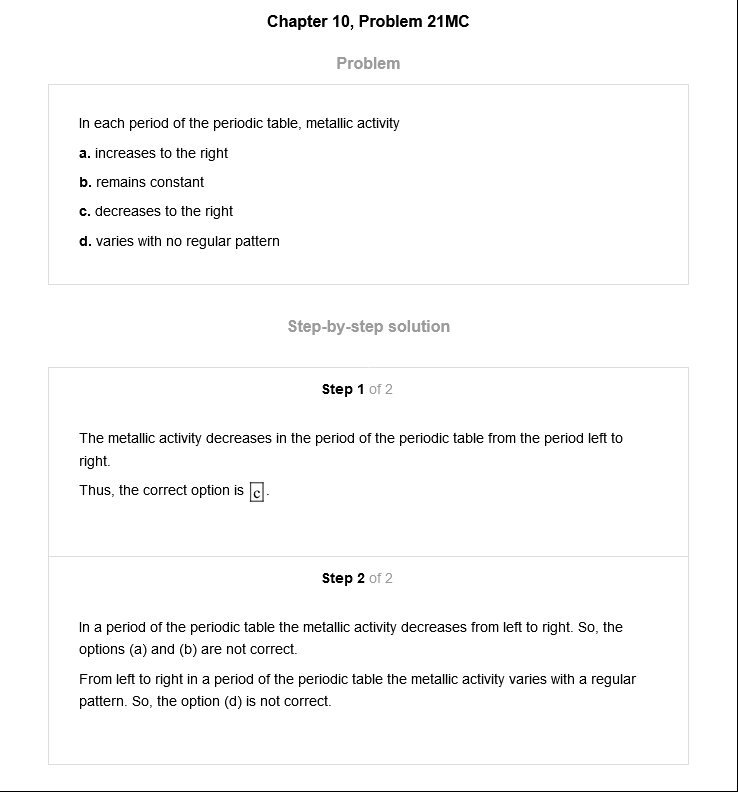 Chapter 10, Problem 21MC
Problem
In each period of the periodic table, metallic activity
a. increases to the right
b. remains constant
c. decreases to the right
d. varies with no regular pattern
Step-by-step solution
Step 1 of 2
The metallic activity decreases in the period of the periodic table from the period left to
right.
Thus, the correct option is c.
Step 2 of 2
In a period of the periodic table the metallic activity decreases from left to right. So, the
options (a) and (b) are not correct.
From left to right in a period of the periodic table the metallic activity varies with a regular
pattern. So, the option (d) is not correct.